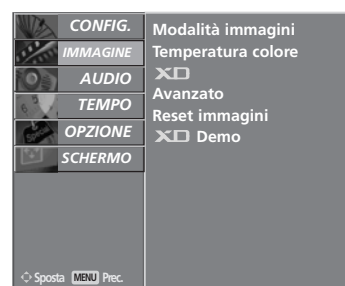 CONFIG.
IMMAGINE
AUDIO
TEMPO
OPZIONE
SCHERMO
Modalità immagini
Temperatura colore
XD
Avanzato
Reset immagini
XD Demo
Sposta MENU Prec.